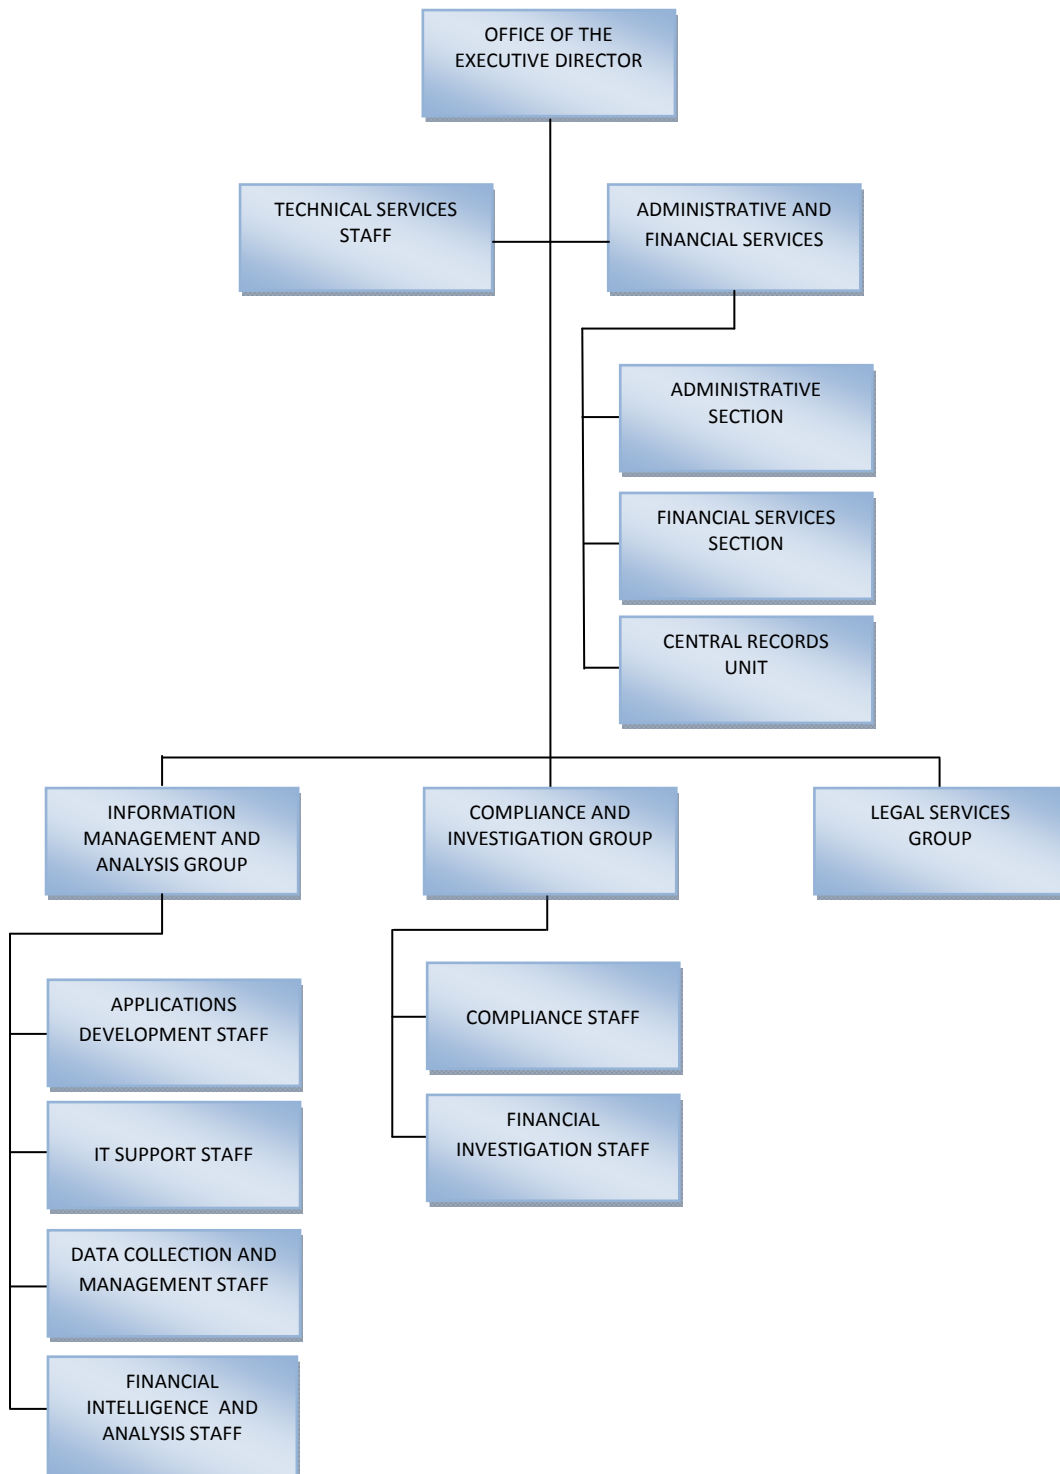 OFFICE OF THE
EXECUTIVE DIRECTOR
TECHNICAL SERVICES
STAFF
ADMINISTRATIVE AND
FINANCIAL SERVICES
ADMINISTRATIVE
SECTION
FINANCIAL SERVICES
SECTION
CENTRAL RECORDS
UNIT
INFORMATION
MANAGEMENT AND
ANALYSIS GROUP
COMPLIANCE AND
INVESTIGATION GROUP
LEGAL SERVICES
GROUP
APPLICATIONS
DEVELOPMENT STAFF
IT SUPPORT STAFF
DATA COLLECTION AND
MANAGEMENT STAFF
FINANCIAL
INTELLIGENCE AND
ANALYSIS STAFF
COMPLIANCE STAFF
FINANCIAL
INVESTIGATION STAFF